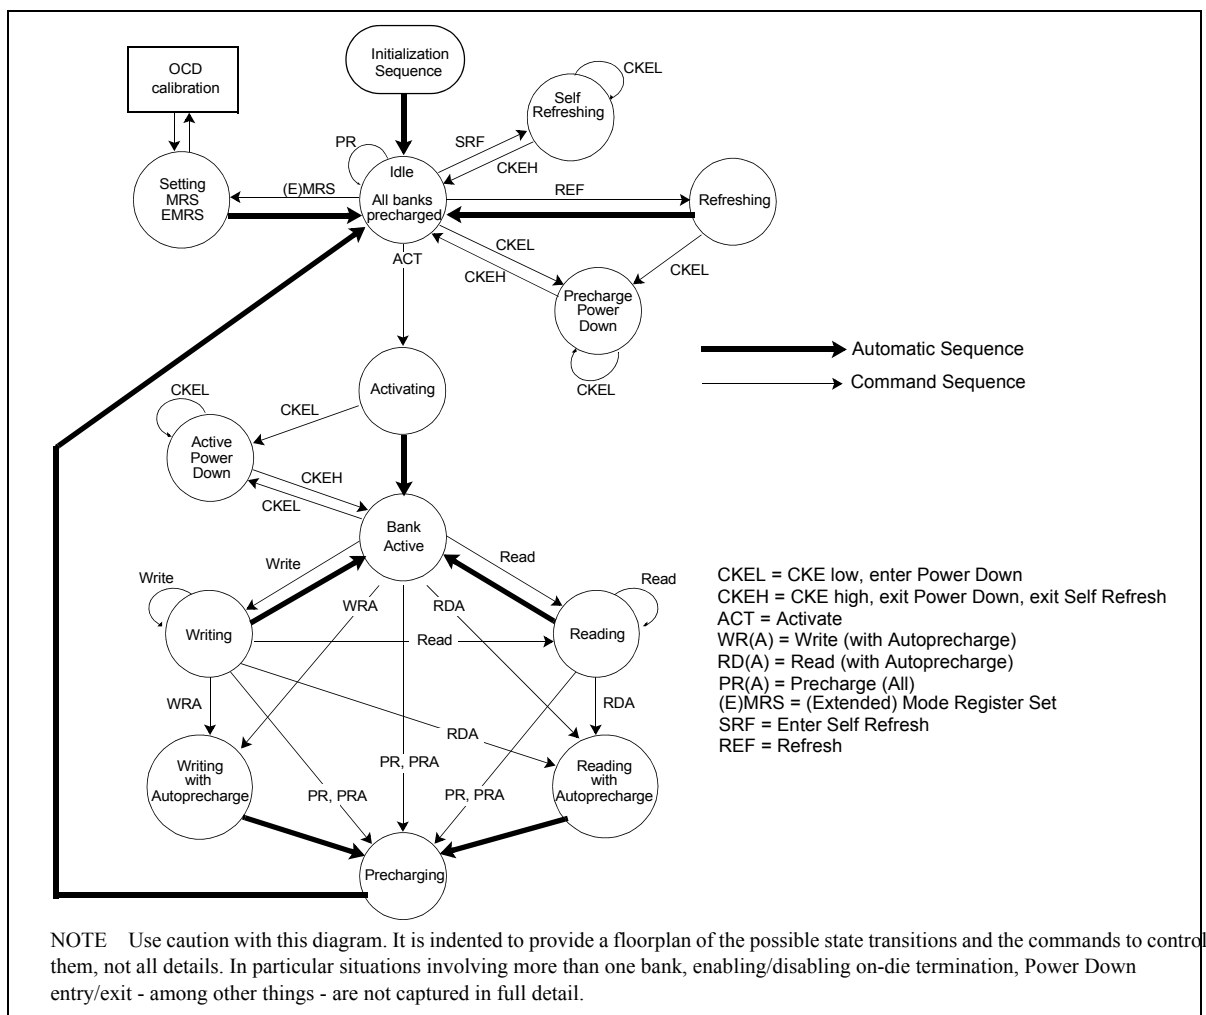 Initialization
Sequence
OCD
calibration
CKEL
Self
Refreshing
PR
SRF
CKEH
Idle
All banks
precharged
Setting
MRS
EMRS
(E)MRS
REF
Refreshing
ACT
CKEL
CKEH
CKEL
Precharge
Power
Down
CKEL
Automatic Sequence
Command Sequence
Activating
CKEL
CKEL
Active
Power
Down
CKEH
CKEL
Bank
Active
Write
Write
Read
Read
WRA
RDA
Writing
Read
Reading
WRA
RDA
RDA
Writing
with
Autoprecharge
PR, PRA
Reading
with
Autoprecharge
PR, PRA
PR, PRA
Precharging
CKEL = CKE low, enter Power Down
CKEH = CKE high, exit Power Down, exit Self Refresh
ACT = Activate
WR(A) = Write (with Autoprecharge)
RD(A) = Read (with Autoprecharge)
PR(A) = Precharge (All)
(E)MRS = (Extended) Mode Register Set
SRF = Enter Self Refresh
REF = Refresh
NOTE Use caution with this diagram. It is indented to provide a floorplan of the possible state transitions and the commands to control
them, not all details. In particular situations involving more than one bank, enabling/disabling on-die termination, Power Down
entry/exit - among other things - are not captured in full detail.